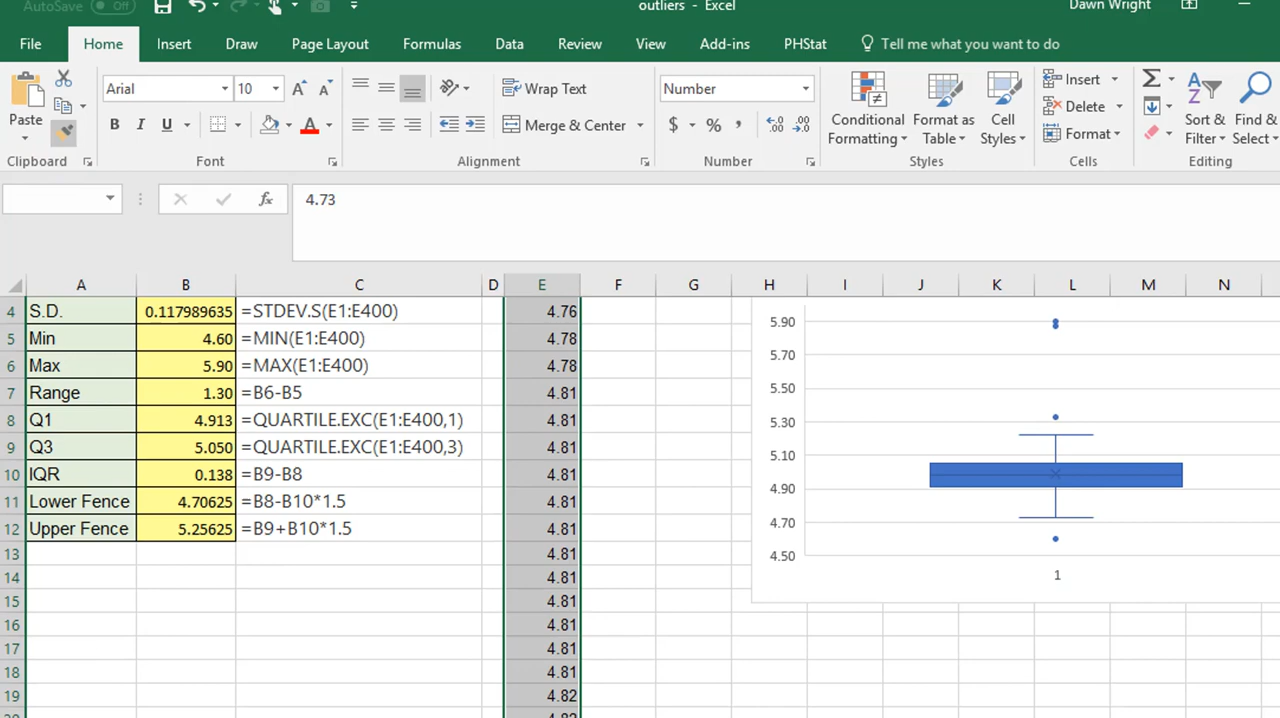 AutoSave Off outliers - Excel Dawn Wright
File Home Insert Draw Page Layout Formulas Data Review View Add-ins PHStat Tell me what you want to do
Paste Arial 10 Wrap Text Number Insert
B I U Merge & Center $ % , Conditional Formatting Format as Table Cell Styles Delete Format Sort & Filter Find & Select
Clipboard Font Alignment Number Styles Cells Editing
fx 4.73
A B C D E F G H I J K L M N
4 S.D. 0.117989635 =STDEV.S(E1:E400) 4.76
5 Min 4.60 =MIN(E1:E400) 4.78
6 Max 5.90 =MAX(E1:E400) 4.78
7 Range 1.30 =B6-B5 4.81
8 Q1 4.913 =QUARTILE.EXC(E1:E400,1) 4.81
9 Q3 5.050 =QUARTILE.EXC(E1:E400,3) 4.81
10 IQR 0.138 =B9-B8 4.81
11 Lower Fence 4.70625 =B8-B10*1.5 4.81
12 Upper Fence 5.25625 =B9+B10*1.5 4.81
13 4.81
14 4.81
15 4.81
16 4.81
17 4.81
18 4.81
19 4.82
5.90
5.70
5.50
5.30
5.10
4.90
4.70
4.50
1